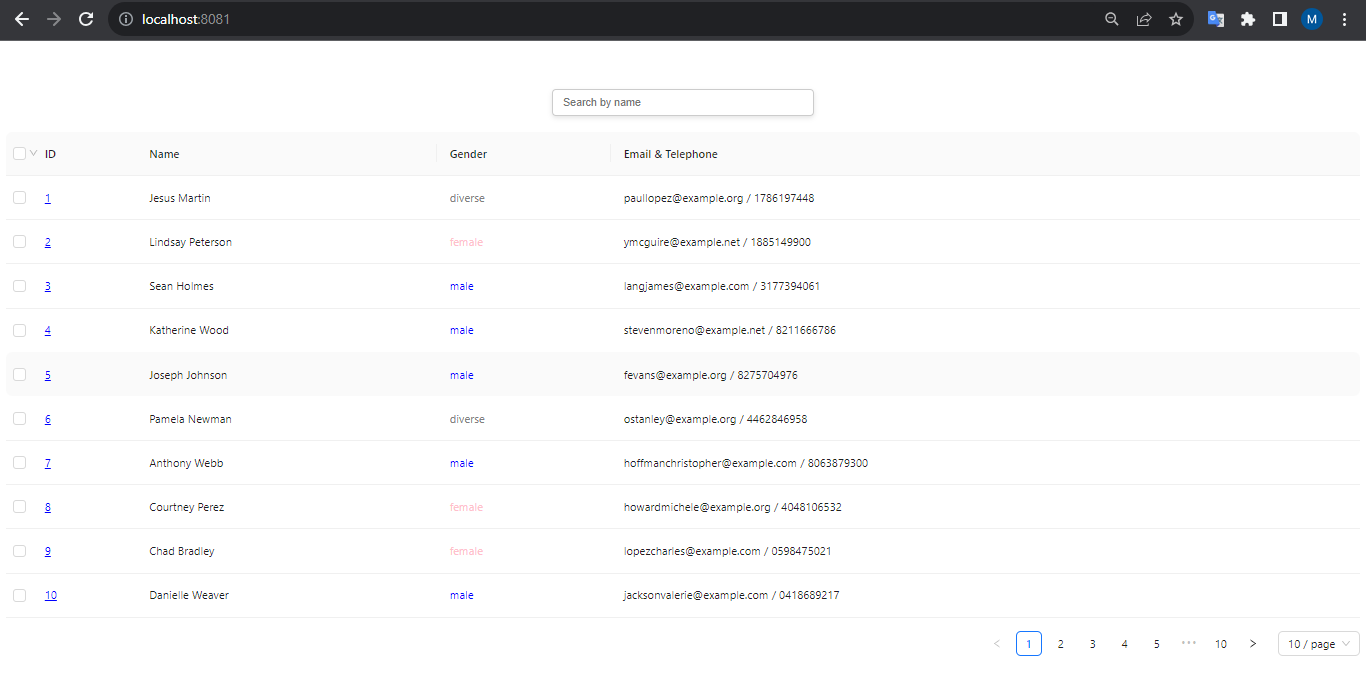 localhost:8081
M
Search by name
ID Name Gender Email & Telephone
1 Jesus Martin diverse paullopez@example.org / 1786197448
2 Lindsay Peterson female ymcguire@example.net / 1885149900
3 Sean Holmes male langjames@example.com / 3177394061
4 Katherine Wood male stevenmoreno@example.net / 8211666786
5 Joseph Johnson male fevans@example.org / 8275704976
6 Pamela Newman diverse ostanley@example.org / 4462846958
7 Anthony Webb male hoffmanchristopher@example.com / 8063879300
8 Courtney Perez female howardmichele@example.org / 4048106532
9 Chad Bradley female lopezcharles@example.com / 0598475021
10 Danielle Weaver male jacksonvalerie@example.com / 0418689217
< 1 2 3 4 5 ••• 10 > 10 / page